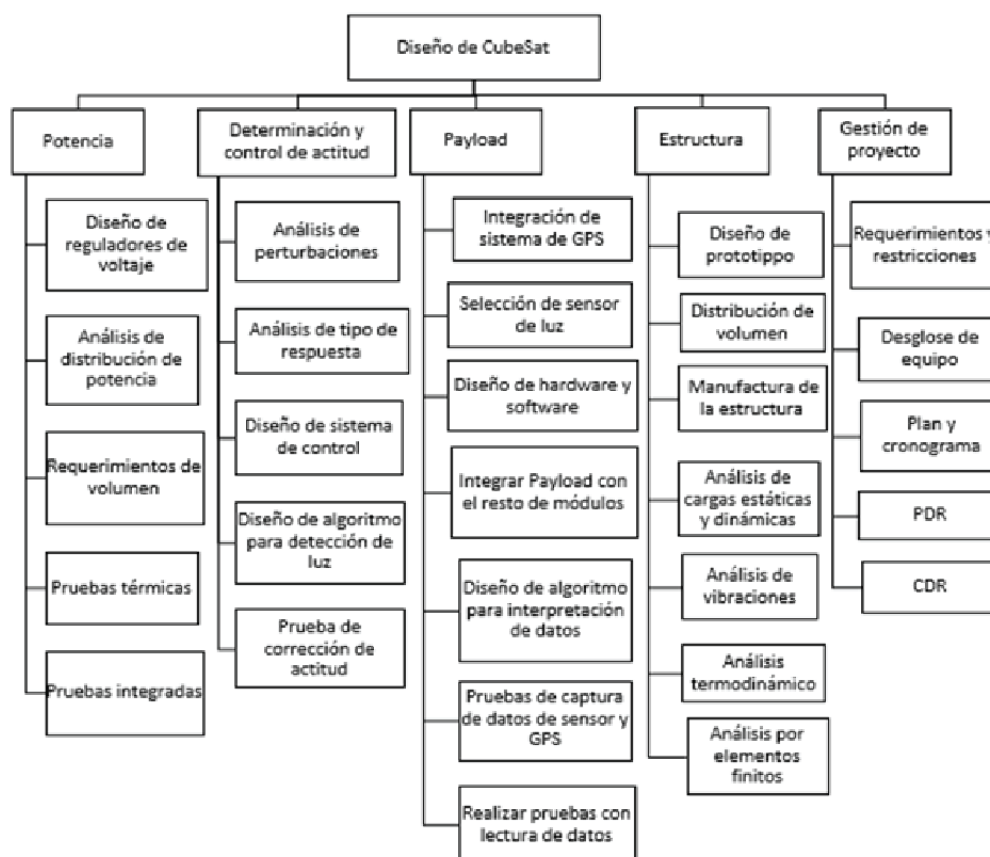 Diseño de CubeSat
Potencia
Diseño de
reguladores de
voltaje
Análisis de
distribución de
potencia
Requerimientos de
volumen
Pruebas térmicas
Pruebas integradas
Determinación y
control de actitud
Análisis de
perturbaciones
Análisis de tipo de
respuesta
Diseño de sistema
de control
Diseño de algoritmo
para detección de
luz
Prueba de
corrección de
actitud
Payload
Integración de
sistema de GPS
Selección de sensor
de luz
Diseño de hardware y
software
Integrar Payload con
el resto de módulos
Diseño de algoritmo
para interpretación
de datos
Pruebas de captura
de datos de sensor y
GPS
Realizar pruebas con
lectura de datos
Estructura
Diseño de
prototippo
Distribución de
volumen
Manufactura de
la estructura
Análisis de
cargas estáticas
y dinámicas
Análisis de
vibraciones
Análisis
termodinámico
Análisis por
elementos
finitos
Gestión de
proyecto
Requerimientos y
restricciones
Desglose de
equipo
Plan y
cronograma
PDR
CDR